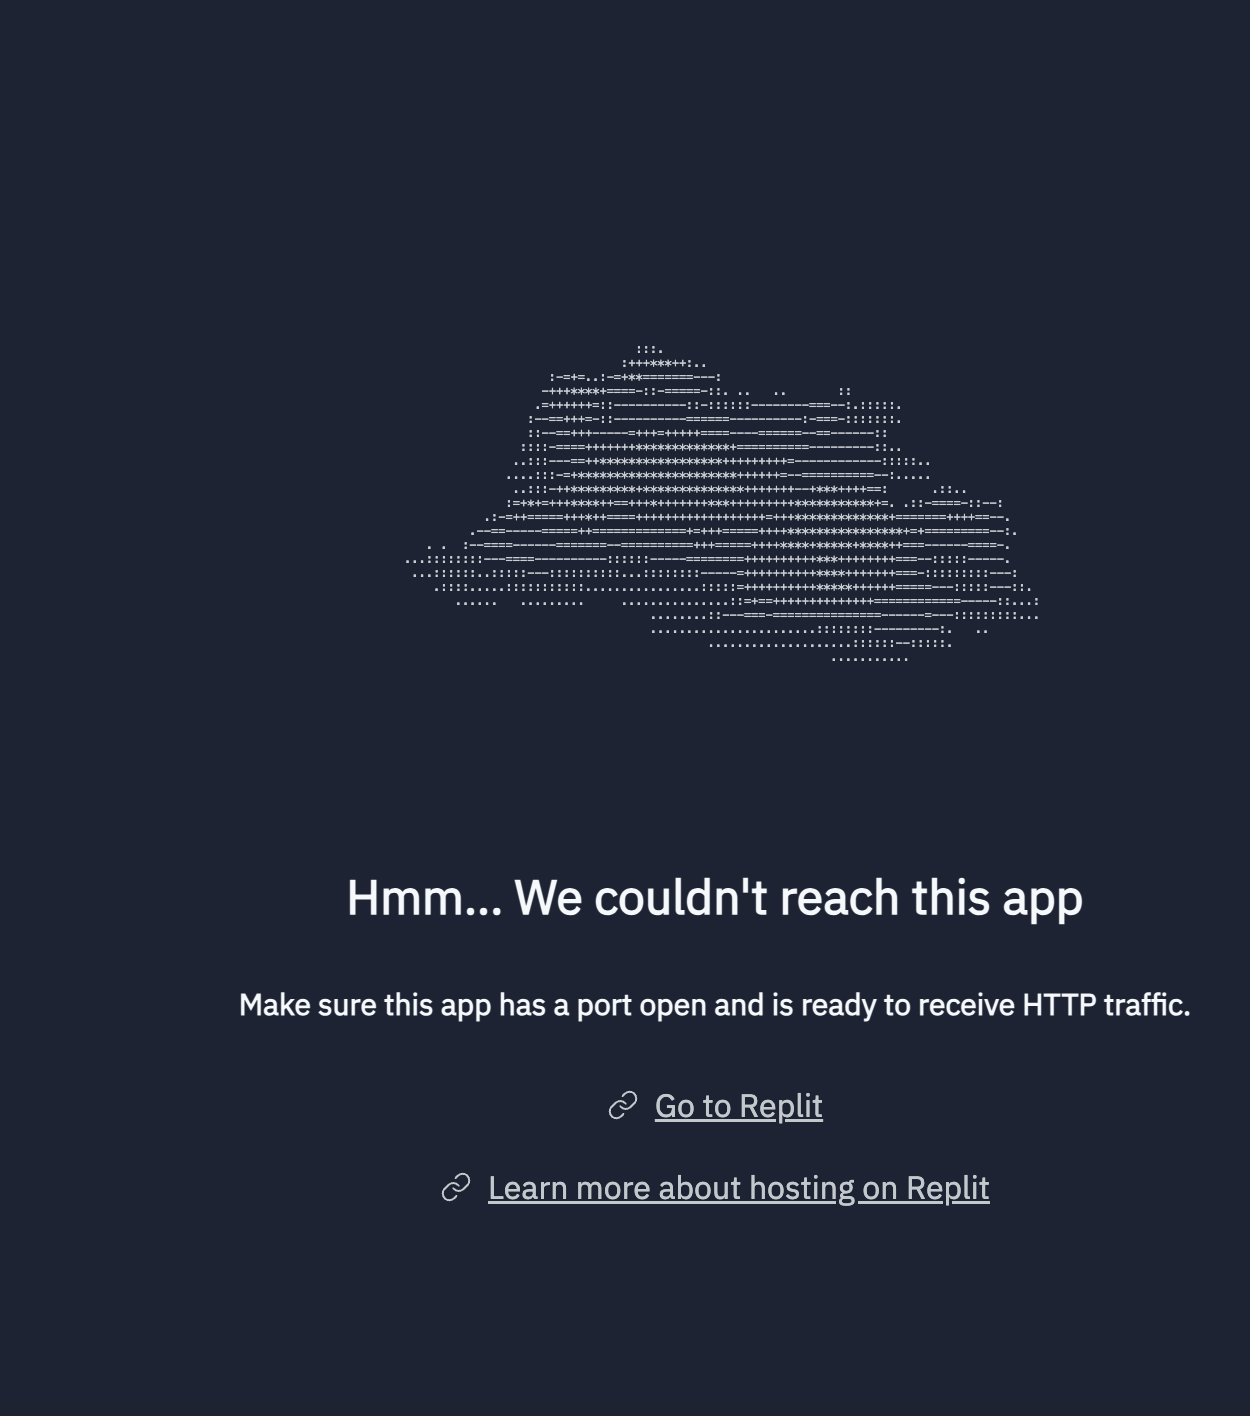 Hmm... We couldn't reach this app
Make sure this app has a port open and is ready to receive HTTP traffic.
Go to Replit
Learn more about hosting on Replit